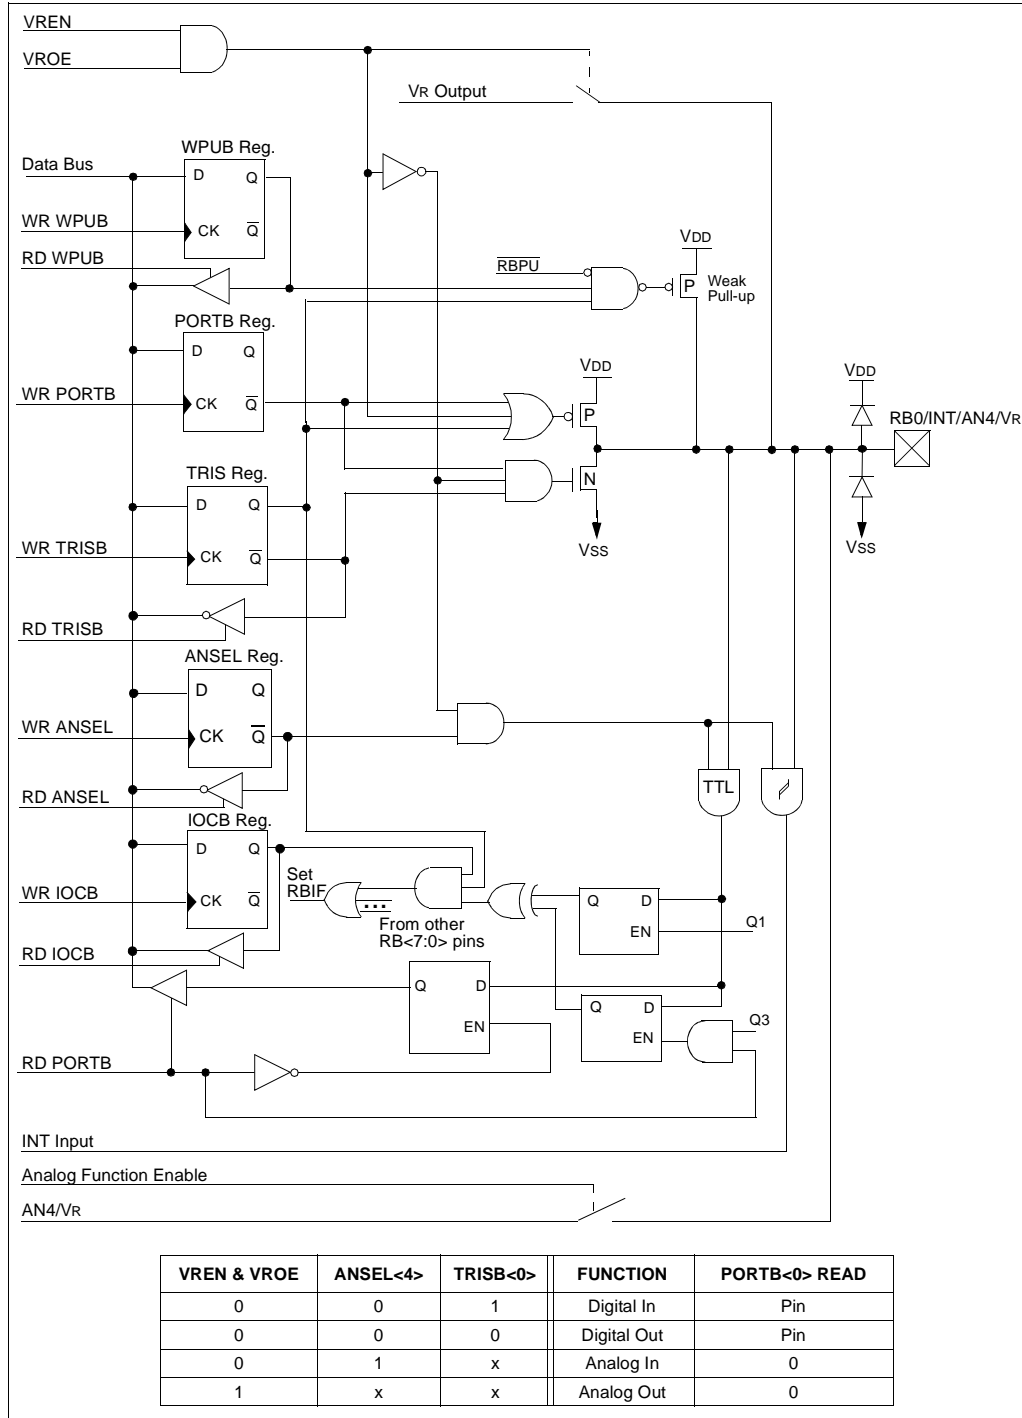 VREN
VROE
VR Output
WPUB Reg.
Data Bus
D Q
WR WPUB
CK Q
RD WPUB
RBPU
VDD
P
Weak
Pull-up
PORTB Reg.
D Q
WR PORTB
CK Q
VDD
P
VDD
RB0/INT/AN4/VR
TRIS Reg.
D Q
N
WR TRISB
CK Q
VSS
VSS
RD TRISB
ANSEL Reg.
D Q
WR ANSEL
CK Q
RD ANSEL
TTL
IOCB Reg.
D Q
Set
RBIF
WR IOCB
CK Q
...
From other
RB<7:0> pins
Q D
EN
Q1
RD IOCB
Q D
EN
Q D
EN
Q3
RD PORTB
INT Input
Analog Function Enable
AN4/VR
VREN & VROE ANSEL<4> TRISB<0> FUNCTION PORTB<0> READ
0 0 1 Digital In Pin
0 0 0 Digital Out Pin
0 1 x Analog In 0
1 x x Analog Out 0